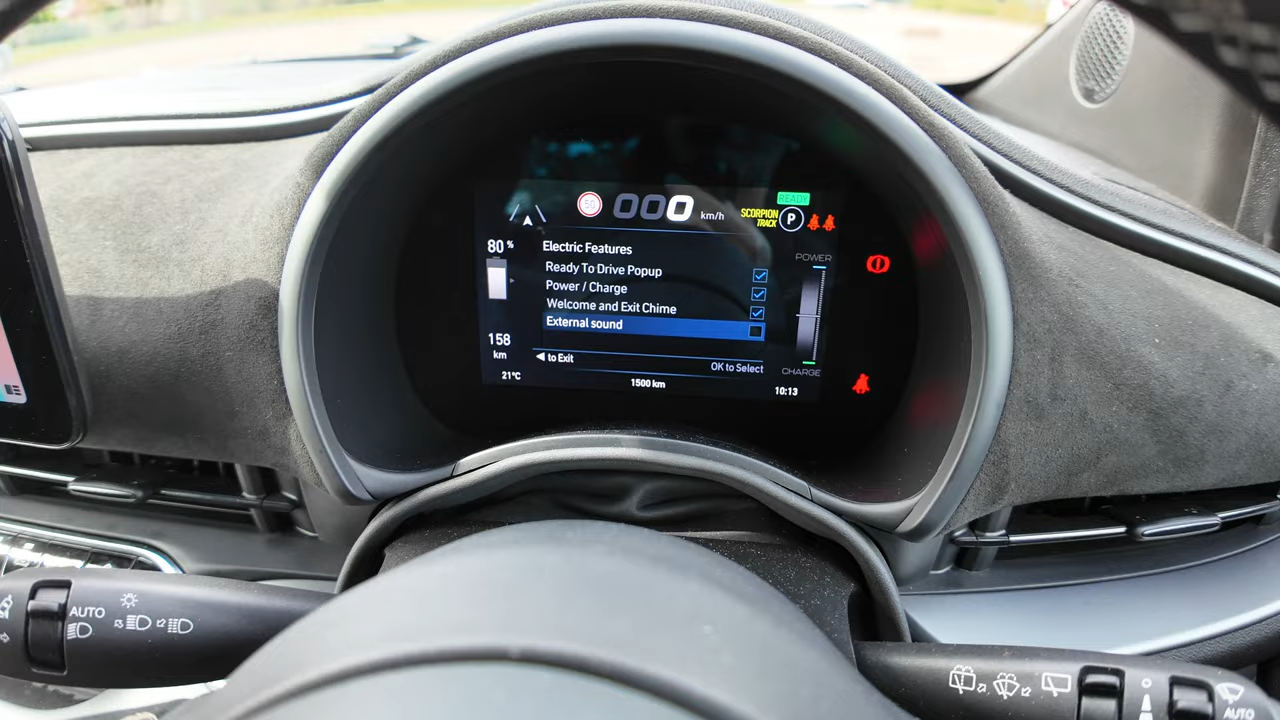 READY
50
000 km/h
SCORPION
TRACK
P
80 %
Electric Features
POWER
Ready To Drive Popup
Power / Charge
Welcome and Exit Chime
External sound
158
km
to Exit
OK to Select
CHARGE
21°C
1500 km
10:13
AUTO
AUTO